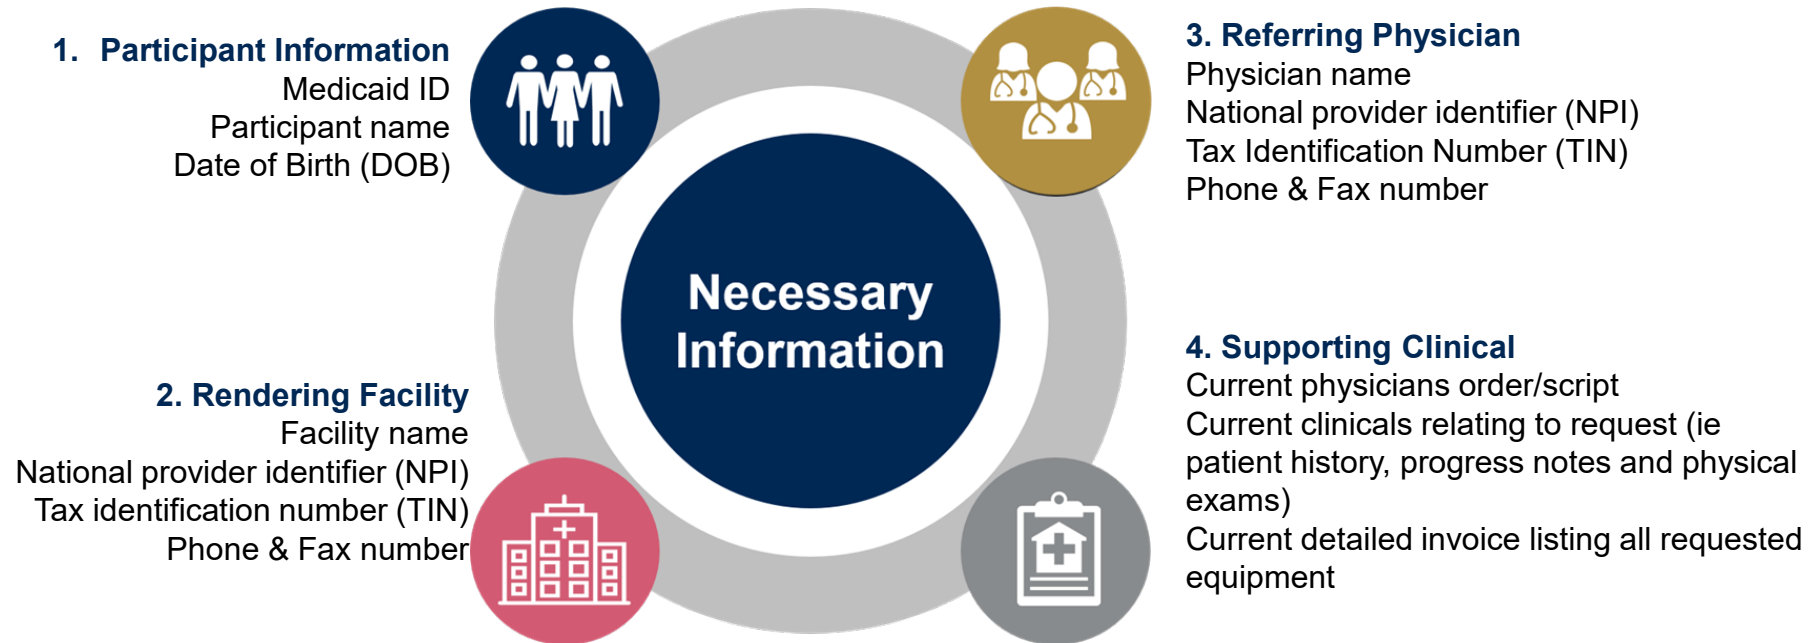 1. Participant Information
Medicaid ID
Participant name
Date of Birth (DOB)
2. Rendering Facility
Facility name
National provider identifier (NPI)
Tax identification number (TIN)
Phone & Fax number
Necessary
Information
3. Referring Physician
Physician name
National provider identifier (NPI)
Tax Identification Number (TIN)
Phone & Fax number
4. Supporting Clinical
Current physicians order/script
Current clinicals relating to request (ie
patient history, progress notes and physical
exams)
Current detailed invoice listing all requested
equipment